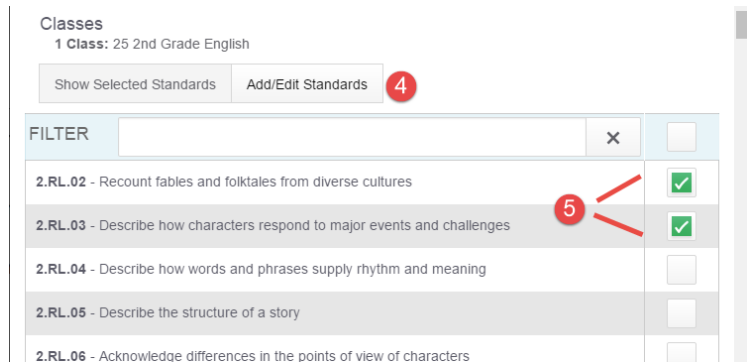 Classes
1 Class: 25 2nd Grade English
Show Selected Standards Add/Edit Standards 4
FILTER
2.RL.02 - Recount fables and folktales from diverse cultures
5
2.RL.03 - Describe how characters respond to major events and challenges
2.RL.04 - Describe how words and phrases supply rhythm and meaning
2.RL.05 - Describe the structure of a story
2.RL.06 - Acknowledge differences in the points of view of characters